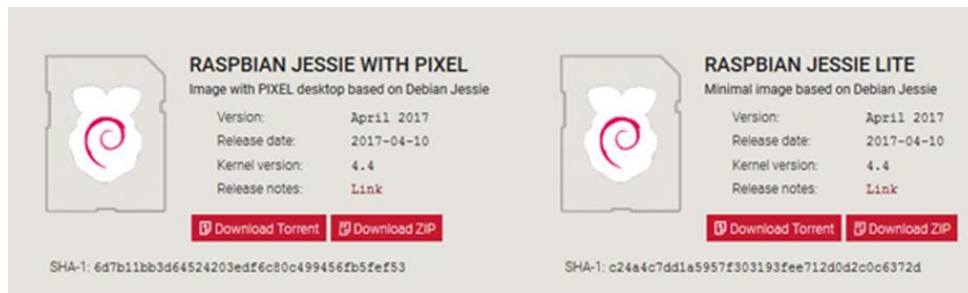 RASPBIAN JESSIE WITH PIXEL
Image with PIXEL desktop based on Debian Jessie
Version: April 2017
Release date: 2017-04-10
Kernel version: 4.4
Release notes: Link
Download Torrent Download ZIP
SHA-1: 6d7b11bb3d64524203edf6c80c499456fb5fef53
RASPBIAN JESSIE LITE
Minimal image based on Debian Jessie
Version: April 2017
Release date: 2017-04-10
Kernel version: 4.4
Release notes: Link
Download Torrent Download ZIP
SHA-1: c24a4c7dd1a5957f303193fee712d0d2c0c6372d